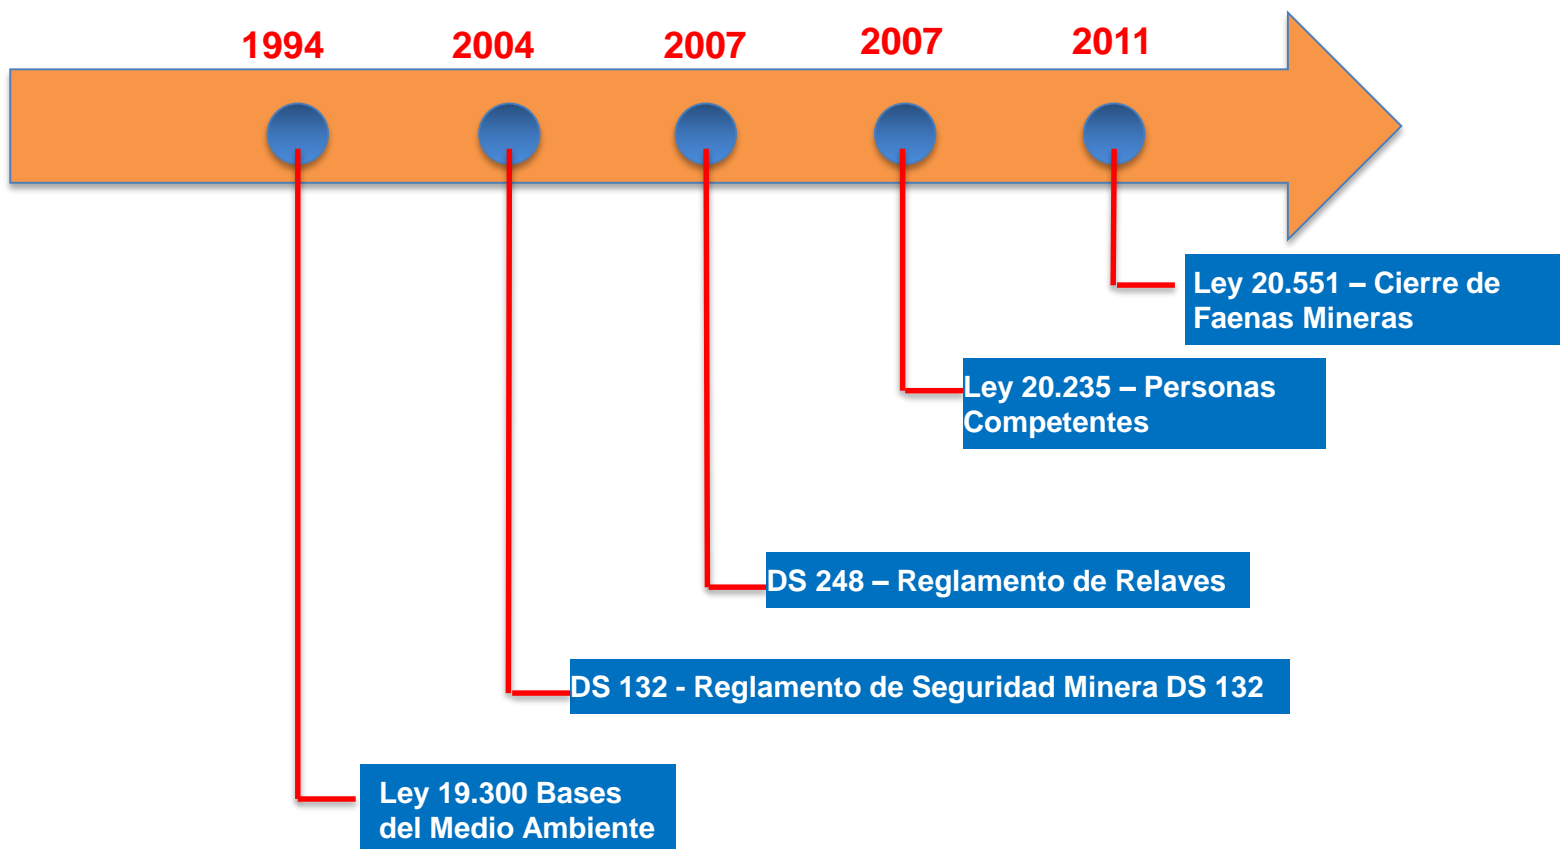 1994
2004
2007
2007
2011
Ley 20.551 – Cierre de
Faenas Mineras
Ley 20.235 – Personas
Competentes
DS 248 – Reglamento de Relaves
DS 132 - Reglamento de Seguridad Minera DS 132
Ley 19.300 Bases
del Medio Ambiente